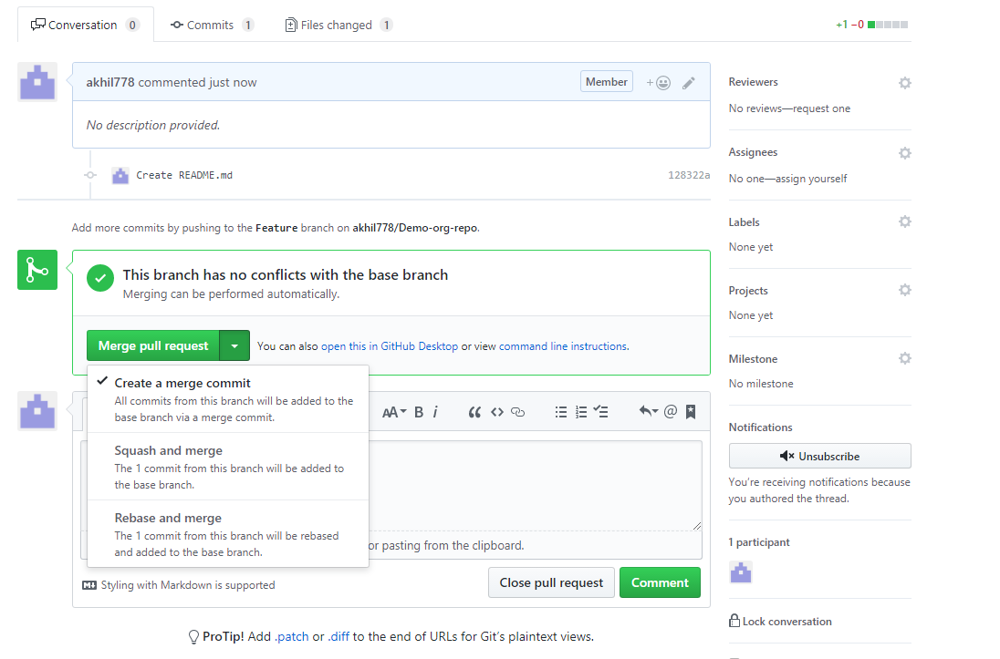 Conversation 0 Commits 1 Files changed 1 +1 −0
akhil778 commented just now Member +
No description provided.
Create README.md 128322a
Add more commits by pushing to the Feature branch on akhil778/Demo-org-repo.
This branch has no conflicts with the base branch
Merging can be performed automatically.
Merge pull request You can also open this in GitHub Desktop or view command line instructions.
Create a merge commit
All commits from this branch will be added to the
base branch via a merge commit.
Squash and merge
The 1 commit from this branch will be added to
the base branch.
Rebase and merge
The 1 commit from this branch will be rebased
and added to the base branch.
AA B i
or pasting from the clipboard.
Styling with Markdown is supported
Close pull request Comment
ProTip! Add .patch or .diff to the end of URLs for Git’s plaintext views.
Reviewers
No reviews—request one
Assignees
No one—assign yourself
Labels
None yet
Projects
None yet
Milestone
No milestone
Notifications
Unsubscribe
You’re receiving notifications because
you authored the thread.
1 participant
Lock conversation